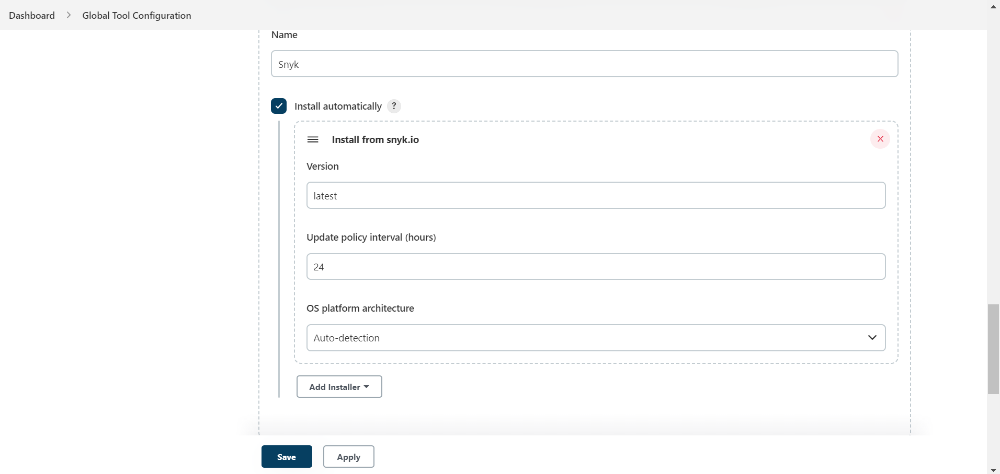 Dashboard > Global Tool Configuration
Name
Snyk
Install automatically ?
Install from snyk.io
Version
latest
Update policy interval (hours)
24
OS platform architecture
Auto-detection
Add Installer
Save Apply